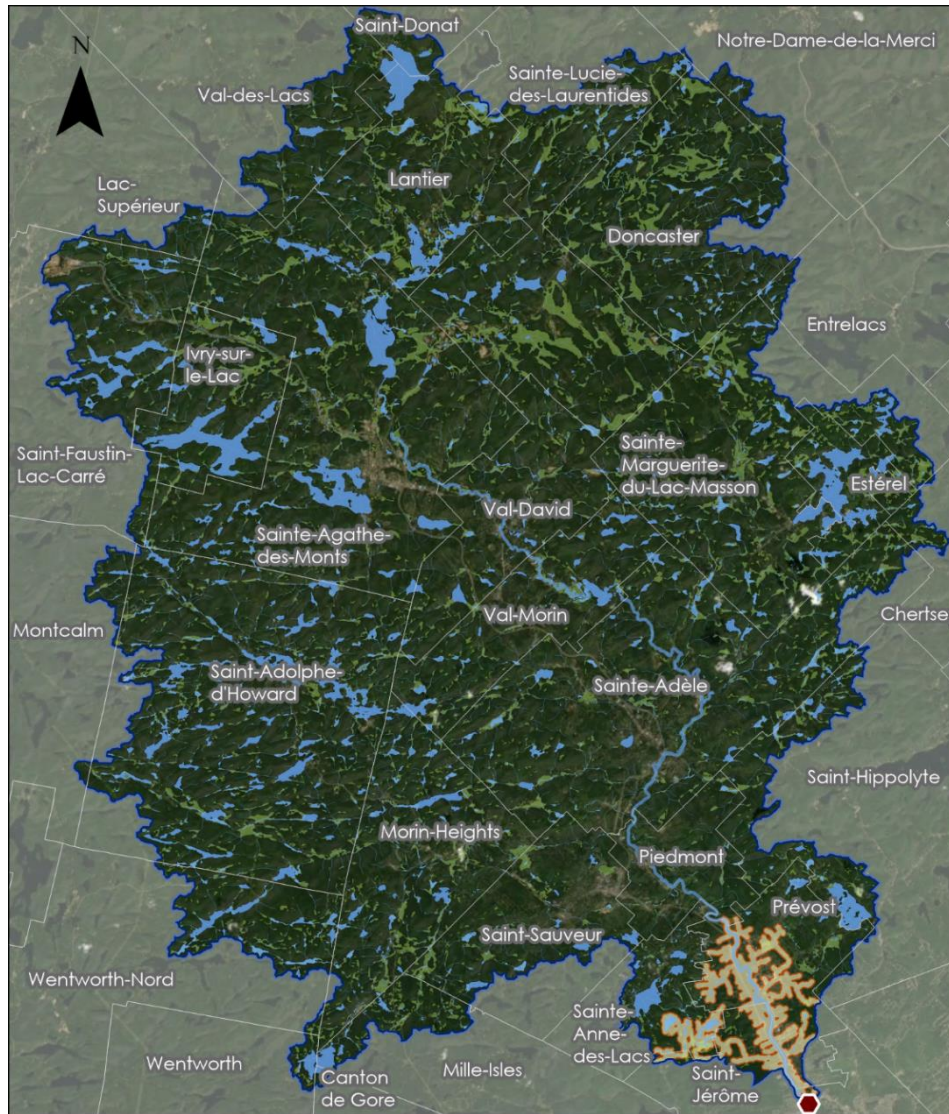 Saint-Donat
N
Notre-Dame-de-la-Merci
Sainte-Lucie-
des-Laurentides
Val-des-Lacs
Lantier
Lac-
Supérieur
Doncaster
Entrelacs
Ivry-sur-
le-Lac
Saint-Faustin-
Lac-Carré
Sainte-
Marguerite-
du-Lac-Masson
Estérel
Val-David
Sainte-Agathe-
des-Monts
Val-Morin
Chertse
Montcalm
Saint-Adolphe-
d'Howard
Sainte-Adèle
Saint-Hippolyte
Morin-Heights
Piedmont
Prévost
Saint-Sauveur
Wentworth-Nord
Sainte-
Anne-
des-Lacs
Wentworth
Mille-Isles
Canton
de Gore
Saint-
Jérôme